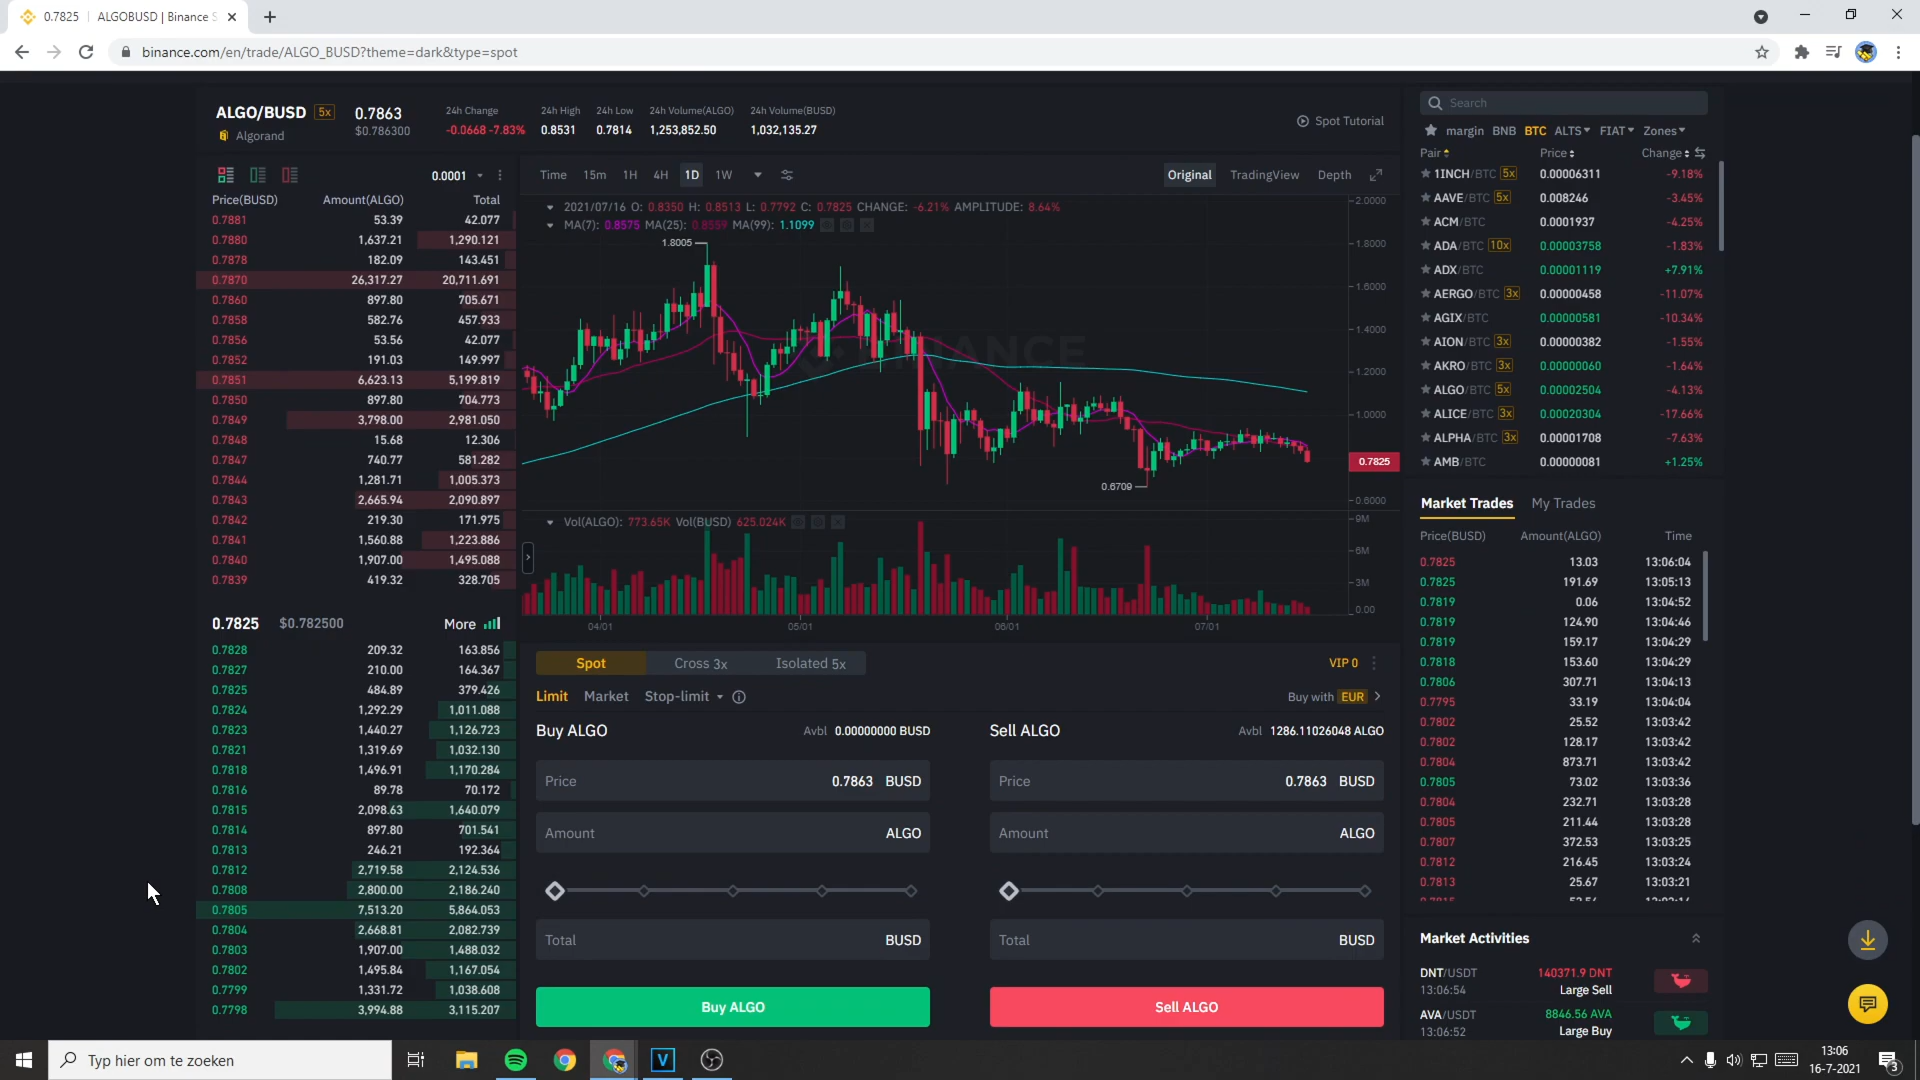 0.7825 | ALGOBUSD | Binance S
binance.com/en/trade/ALGO_BUSD?theme=dark&type=spot
ALGO/BUSD 5x
Algorand
0.7863
$0.786300
24h Change
-0.0668 -7.83%
24h High
0.8531
24h Low
0.7814
24h Volume(ALGO)
1,253,852.50
24h Volume(BUSD)
1,032,135.27
Spot Tutorial
0.0001
Price(BUSD) Amount(ALGO) Total
0.7881 53.39 42.077
0.7880 1,637.21 1,290.121
0.7878 182.09 143.451
0.7870 26,317.27 20,711.691
0.7860 897.80 705.671
0.7858 582.76 457.933
0.7856 53.56 42.077
0.7852 191.03 149.997
0.7851 6,623.13 5,199.819
0.7850 897.80 704.773
0.7849 3,798.00 2,981.050
0.7848 15.68 12.306
0.7847 740.77 581.282
0.7844 1,281.71 1,005.373
0.7843 2,665.94 2,090.897
0.7842 219.30 171.975
0.7841 1,560.88 1,223.886
0.7840 1,907.00 1,495.088
0.7839 419.32 328.705
0.7825 $0.782500 More
0.7828 209.32 163.856
0.7827 210.00 164.367
0.7825 484.89 379.426
0.7824 1,292.29 1,011.088
0.7823 1,440.27 1,126.723
0.7821 1,319.69 1,032.130
0.7818 1,496.91 1,170.284
0.7816 89.78 70.172
0.7815 2,098.63 1,640.079
0.7814 897.80 701.541
0.7813 246.21 192.364
0.7812 2,719.58 2,124.536
0.7808 2,800.00 2,186.240
0.7805 7,513.20 5,864.053
0.7804 2,668.81 2,082.739
0.7803 1,907.00 1,488.032
0.7802 1,495.84 1,167.054
0.7799 1,331.72 1,038.608
0.7798 3,994.88 3,115.207
Time 15m 1H 4H 1D 1W
Original TradingView Depth
2021/07/16 O: 0.8350 H: 0.8513 L: 0.7792 C: 0.7825 CHANGE: -6.21% AMPLITUDE: 8.64%
MA(7): 0.8575 MA(25): 0.8559 MA(99): 1.1099
BINANCE
1.8005
0.6709
2.0000
1.8000
1.6000
1.4000
1.2000
1.0000
0.7825
0.6000
Vol(ALGO): 773.65K Vol(BUSD) 625.024K
9M
6M
3M
0.00
04/01 05/01 06/01 07/01
Spot Cross 3x Isolated 5x
VIP 0
Limit Market Stop-limit
Buy with EUR
Buy ALGO Avbl 0.00000000 BUSD
Price 0.7863 BUSD
Amount ALGO
Total BUSD
Buy ALGO
Sell ALGO Avbl 1286.11026048 ALGO
Price 0.7863 BUSD
Amount ALGO
Total BUSD
Sell ALGO
Search
margin BNB BTC ALTS FIAT Zones
Pair Price Change
1INCH/BTC 5x 0.00006311 -9.18%
AAVE/BTC 5x 0.008246 -3.45%
ACM/BTC 0.0001937 -4.25%
ADA/BTC 10x 0.00003758 -1.83%
ADX/BTC 0.00001119 +7.91%
AERGO/BTC 3x 0.00000458 -11.07%
AGIX/BTC 0.00000581 -10.34%
AION/BTC 3x 0.00000382 -1.55%
AKRO/BTC 3x 0.00000060 -1.64%
ALGO/BTC 5x 0.00002504 -4.13%
ALICE/BTC 3x 0.00020304 -17.66%
ALPHA/BTC 3x 0.00001708 -7.63%
AMB/BTC 0.00000081 +1.25%
Market Trades My Trades
Price(BUSD) Amount(ALGO) Time
0.7825 13.03 13:06:04
0.7825 191.69 13:05:13
0.7819 0.06 13:04:52
0.7819 124.90 13:04:46
0.7819 159.17 13:04:29
0.7818 153.60 13:04:29
0.7806 307.71 13:04:13
0.7795 33.19 13:04:04
0.7802 25.52 13:03:42
0.7802 128.17 13:03:42
0.7804 873.71 13:03:42
0.7805 73.02 13:03:36
0.7804 232.71 13:03:28
0.7805 211.44 13:03:28
0.7807 372.53 13:03:25
0.7812 216.45 13:03:24
0.7813 25.67 13:03:21
Market Activities
DNT/USDT 140371.9 DNT
13:06:54 Large Sell
AVA/USDT 8846.56 AVA
13:06:52 Large Buy
Typ hier om te zoeken
13:06
16-7-2021
3